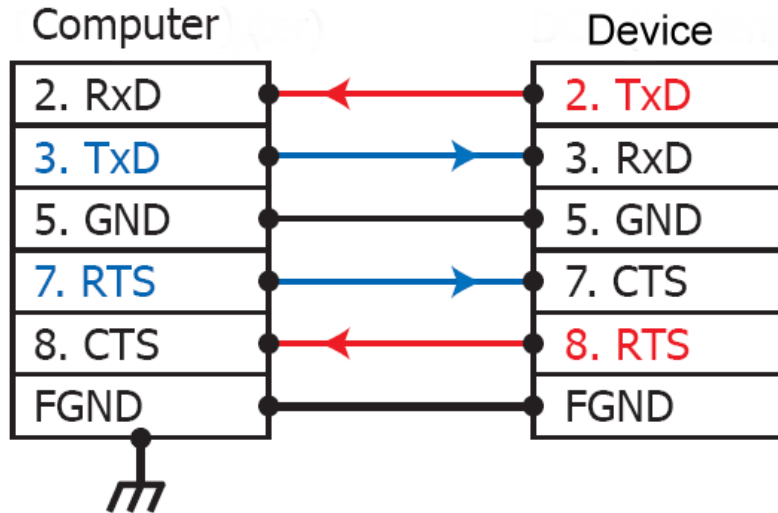 Computer Device
2. RxD 2. TxD
3. TxD 3. RxD
5. GND 5. GND
7. RTS 7. CTS
8. CTS 8. RTS
FGND FGND